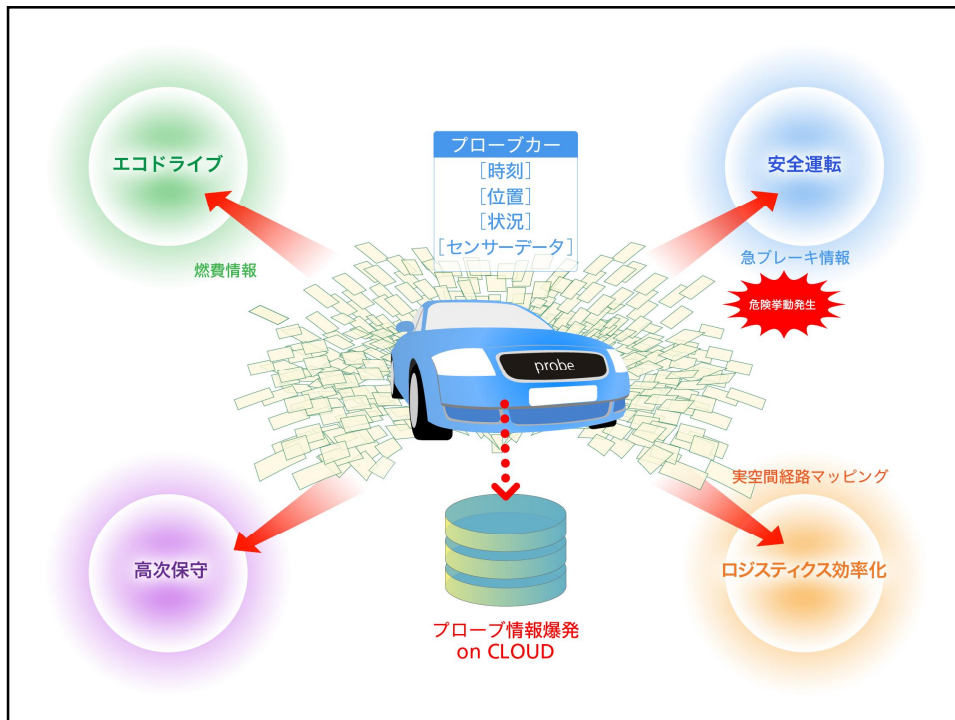 エコドライブ
燃費情報
プローブカー
[時刻]
[位置]
[状況]
[センサーデータ]
安全運転
急ブレーキ情報
危険挙動発生
probe
高次保守
プローブ情報爆発
on CLOUD
実空間経路マッピング
ロジスティクス効率化